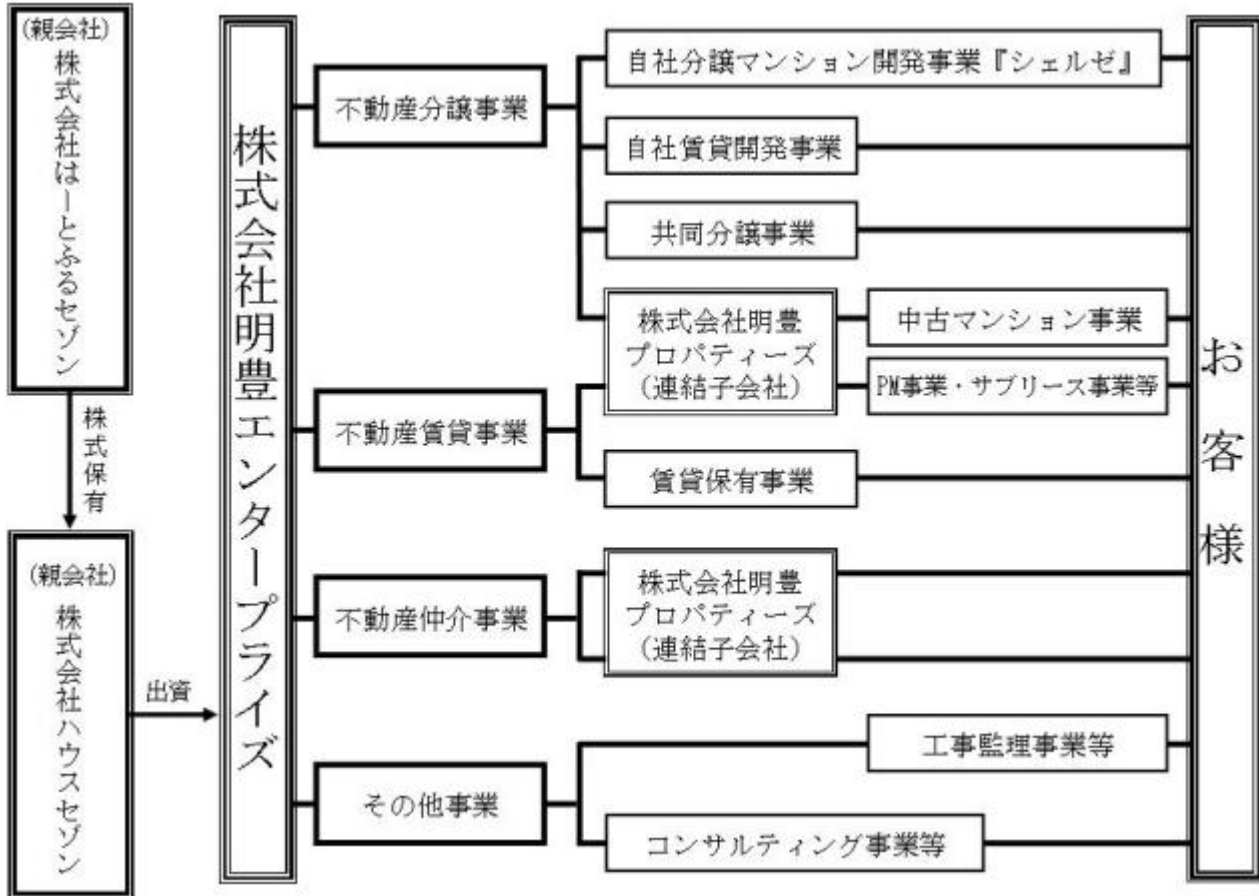 (親会社)
株式会社はーとふるセゾン
株式保有
(親会社)
株式会社ハウスセゾン
出資
株式会社明豊エンタープライズ
不動産分譲事業
自社分譲マンション開発事業『シェルゼ』
自社賃貸開発事業
共同分譲事業
株式会社明豊
プロパティーズ
(連結子会社)
中古マンション事業
PM事業・サブリース事業等
不動産賃貸事業
賃貸保有事業
不動産仲介事業
株式会社明豊
プロパティーズ
(連結子会社)
その他事業
工事監理事業等
コンサルティング事業等
お客様